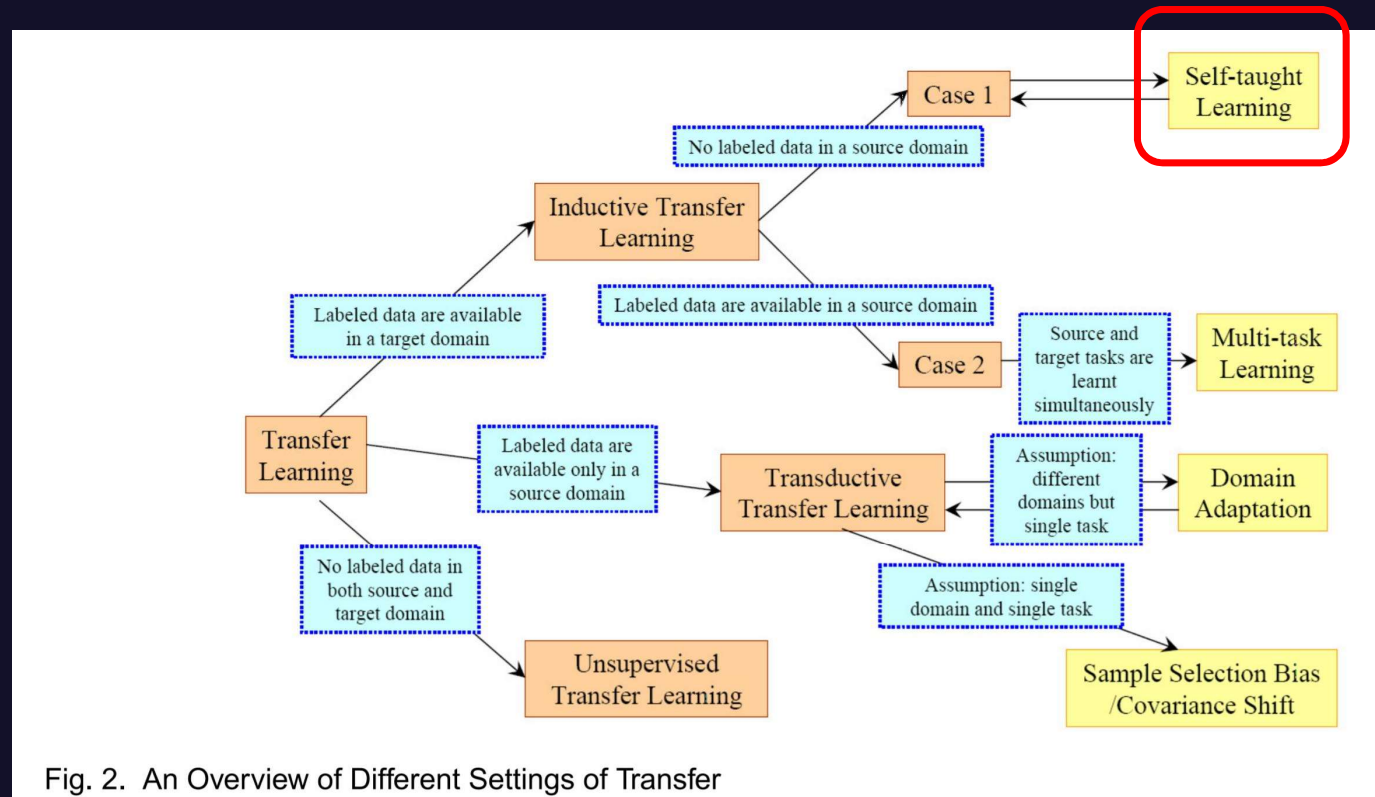 Case 1
Self-taught
Learning
No labeled data in a source domain
Inductive Transfer
Learning
Labeled data are available
in a target domain
Labeled data are available in a source domain
Case 2
Source and
target tasks are
learnt
simultaneously
Multi-task
Learning
Transfer
Learning
Labeled data are
available only in a
source domain
Transductive
Transfer Learning
Assumption:
different
domains but
single task
Domain
Adaptation
No labeled data in
both source and
target domain
Assumption: single
domain and single task
Unsupervised
Transfer Learning
Sample Selection Bias
/Covariance Shift
Fig. 2. An Overview of Different Settings of Transfer